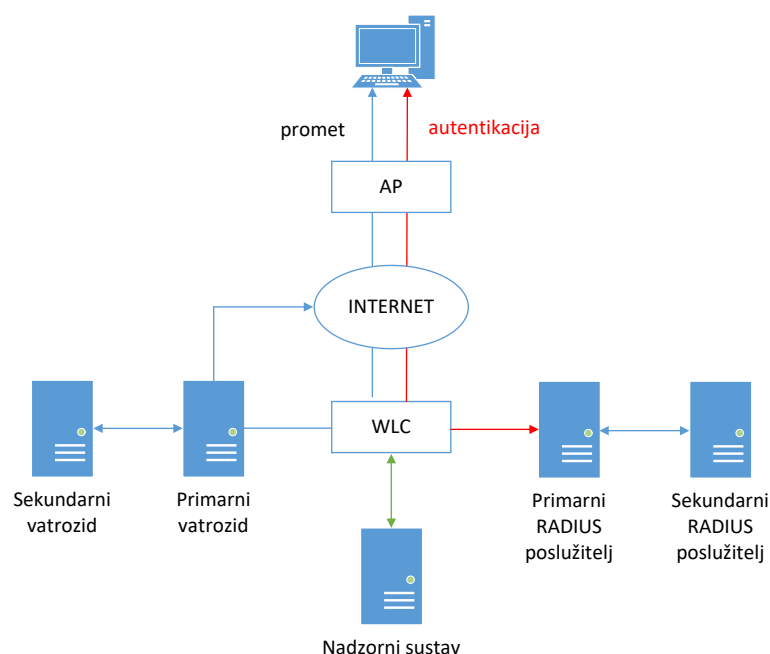 promet
autentikacija
AP
INTERNET
WLC
Sekundarni
vatrozid
Primarni
vatrozid
Primarni
RADIUS
poslužitelj
Sekundarni
RADIUS
poslužitelj
Nadzorni sustav